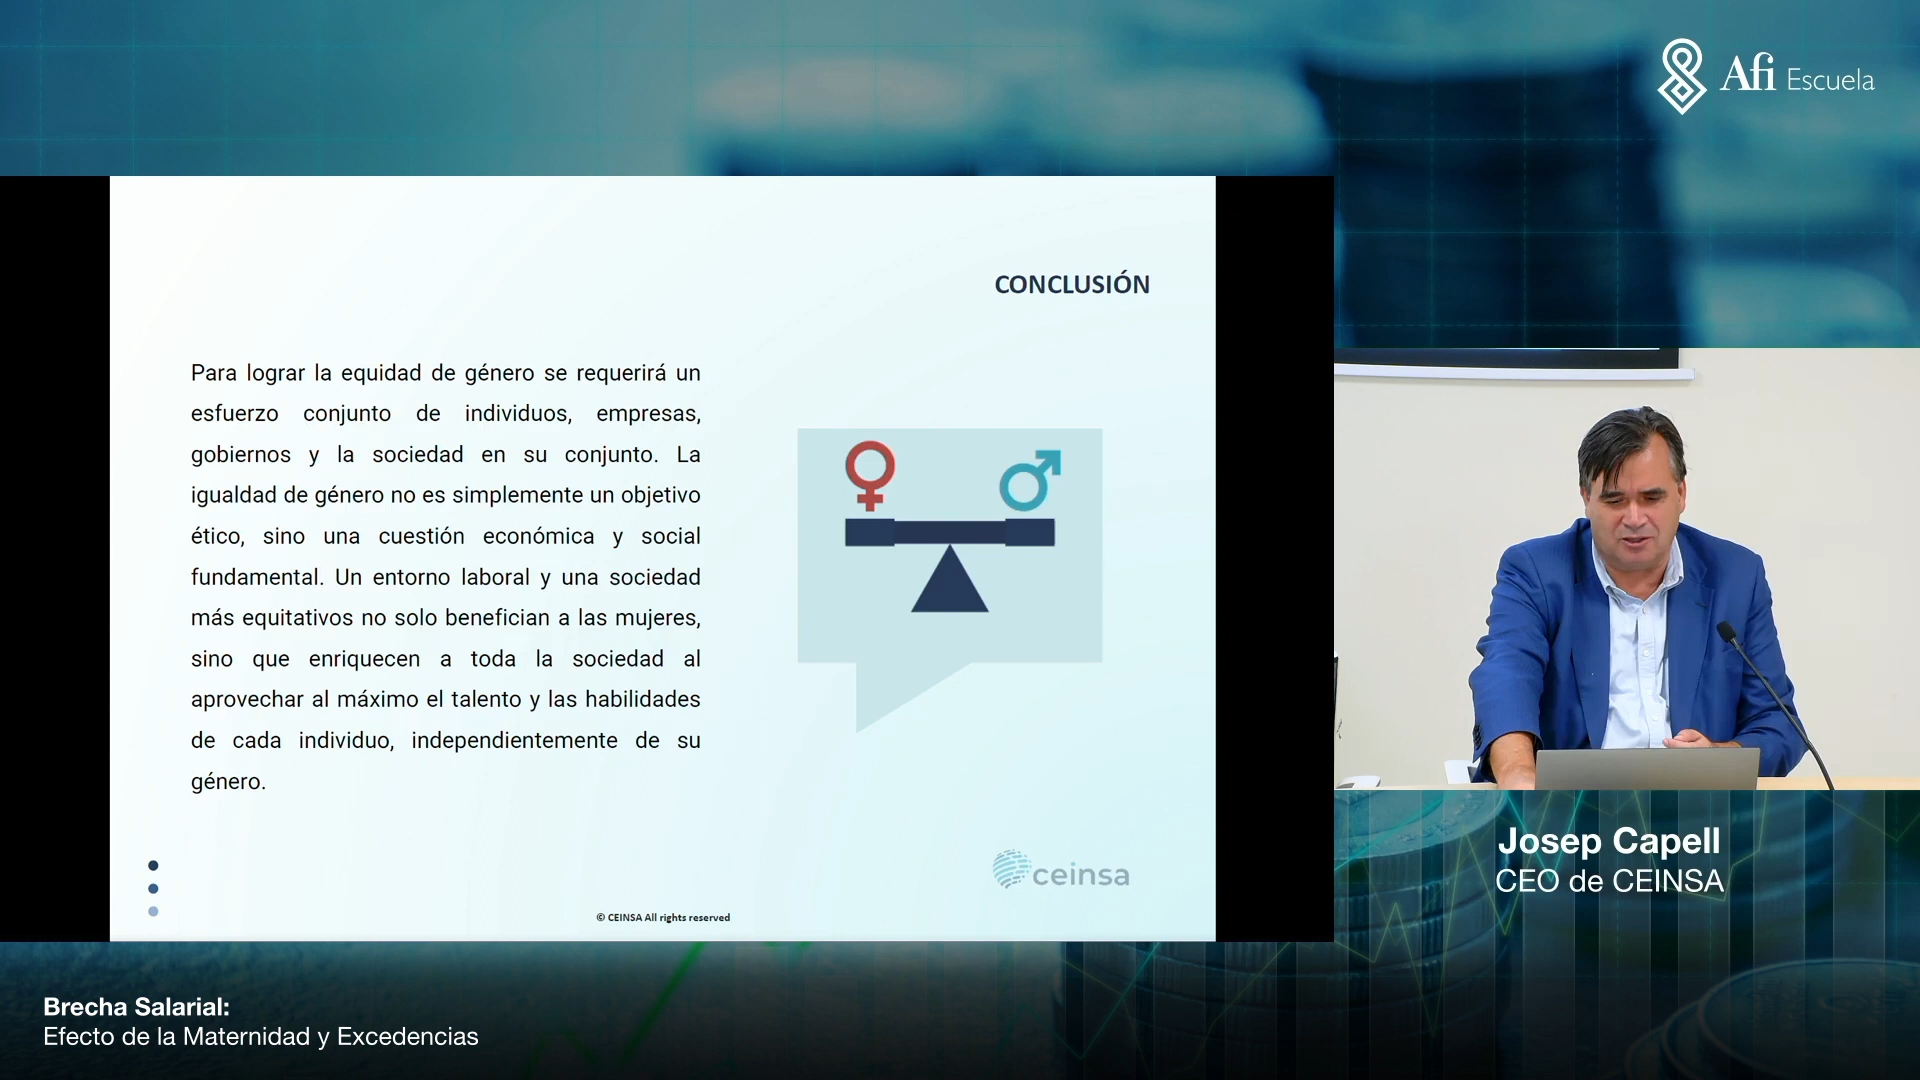 Afi Escuela
CONCLUSIÓN
Para lograr la equidad de género se requerirá un
esfuerzo conjunto de individuos, empresas,
gobiernos y la sociedad en su conjunto. La
igualdad de género no es simplemente un objetivo
ético, sino una cuestión económica y social
fundamental. Un entorno laboral y una sociedad
más equitativos no solo benefician a las mujeres,
sino que enriquecen a toda la sociedad al
aprovechar al máximo el talento y las habilidades
de cada individuo, independientemente de su
género.
ceinsa
© CEINSA All rights reserved
Josep Capell
CEO de CEINSA
Brecha Salarial:
Efecto de la Maternidad y Excedencias